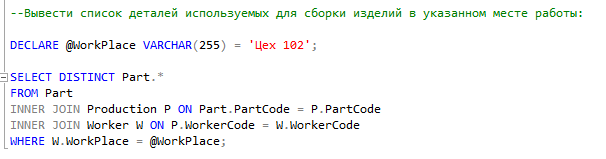 --Вывести список деталей используемых для сборки изделий в указанном месте работы:
DECLARE @WorkPlace VARCHAR(255) = 'Цех 102';
SELECT DISTINCT Part.*
FROM Part
INNER JOIN Production P ON Part.PartCode = P.PartCode
INNER JOIN Worker W ON P.WorkerCode = W.WorkerCode
WHERE W.WorkPlace = @WorkPlace;